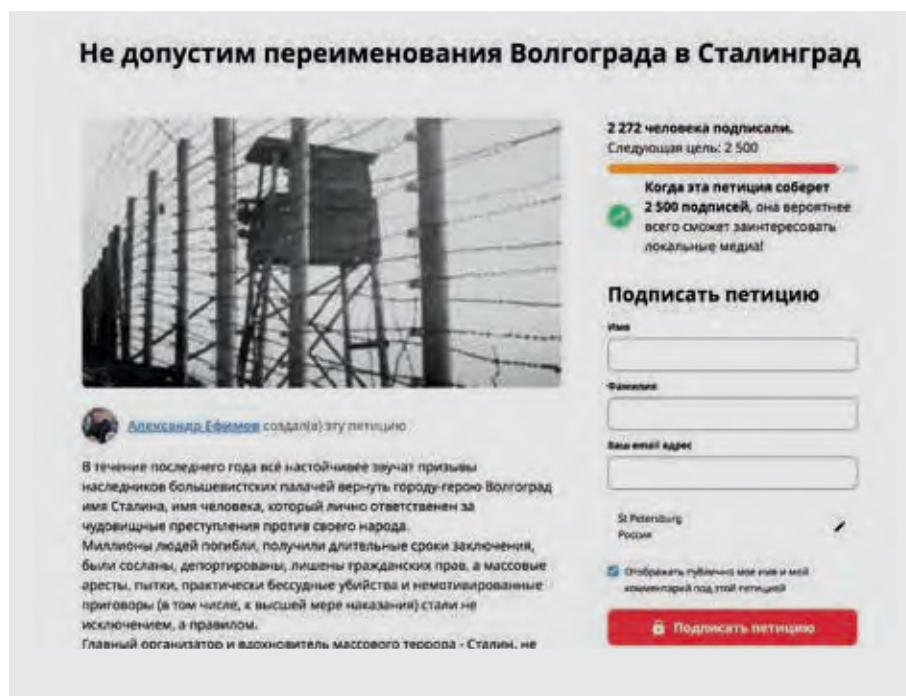 Не допустим переименования Волгограда в Сталинград
2 272 человека подписали.
Следующая цель: 2 500
Когда эта петиция соберет
2 500 подписей, она вероятнее
всего сможет заинтересовать
локальные медиа!
Подписать петицию
Имя
Фамилия
Ваш email адрес
St Petersburg
Россия
Отображать публично мое имя и мой
комментарий под этой петицией
Подписать петицию
Александр Ефимов создал(а) эту петицию
В течение последнего года всё настойчивее звучат призывы
наследников большевистских палачей вернуть городу-герою Волгоград
имя Сталина, имя человека, который лично ответственен за
чудовищные преступления против своего народа.
Миллионы людей погибли, получили длительные сроки заключения,
были сосланы, депортированы, лишены гражданских прав, а массовые
аресты, пытки, практически бессудные убийства и немотивированные
приговоры (в том числе, к высшей мере наказания) стали не
исключением, а правилом.
Главный организатор и вдохновитель массового террора - Сталин, не